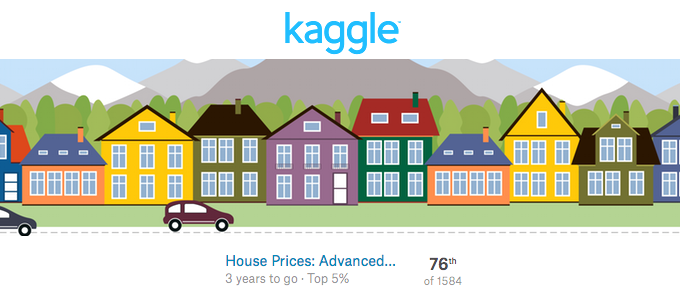 kaggle
House Prices: Advanced...
76th
3 years to go · Top 5%
of 1584